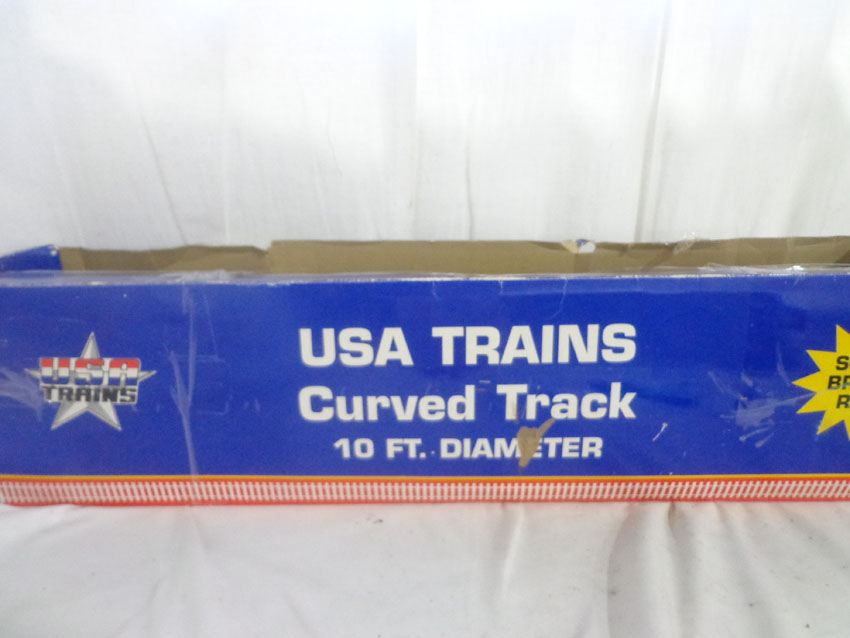 USA
TRAINS
USA TRAINS
Curved Track
10 FT. DIAMETER